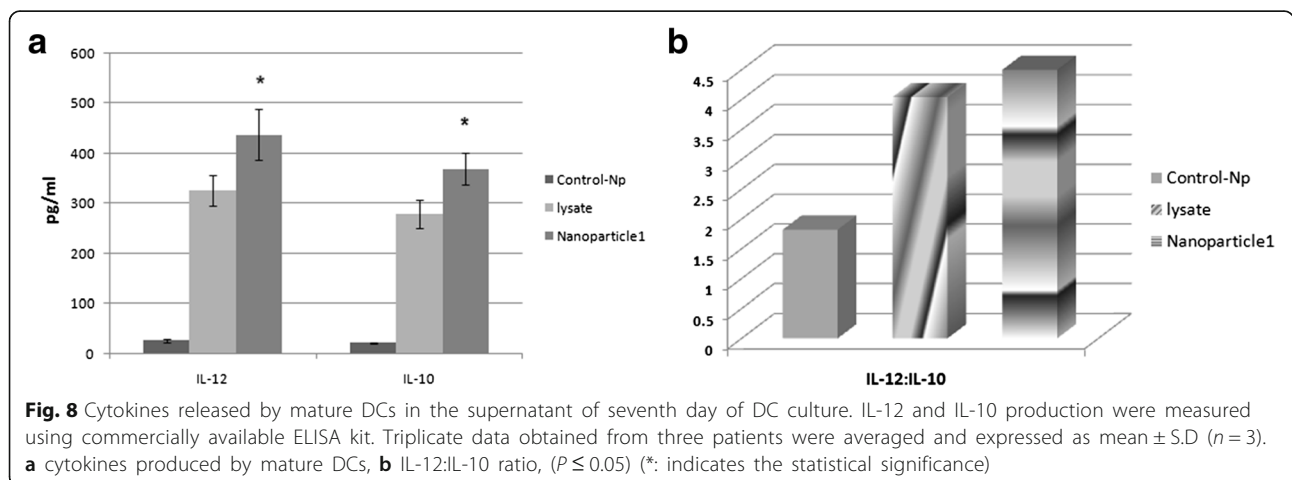 a
600
500
400
300
200
100
0
pg/ml
*
*
IL-12
IL-10
Control-Np
lysate
Nanoparticle1
b
4.5
4
3.5
3
2.5
2
1.5
1
0.5
0
IL-12:IL-10
Control-Np
lysate
Nanoparticle1
Fig. 8 Cytokines released by mature DCs in the supernatant of seventh day of DC culture. IL-12 and IL-10 production were measured
using commercially available ELISA kit. Triplicate data obtained from three patients were averaged and expressed as mean ± S.D (n = 3).
a cytokines produced by mature DCs, b IL-12:IL-10 ratio, (P ≤ 0.05) (*: indicates the statistical significance)